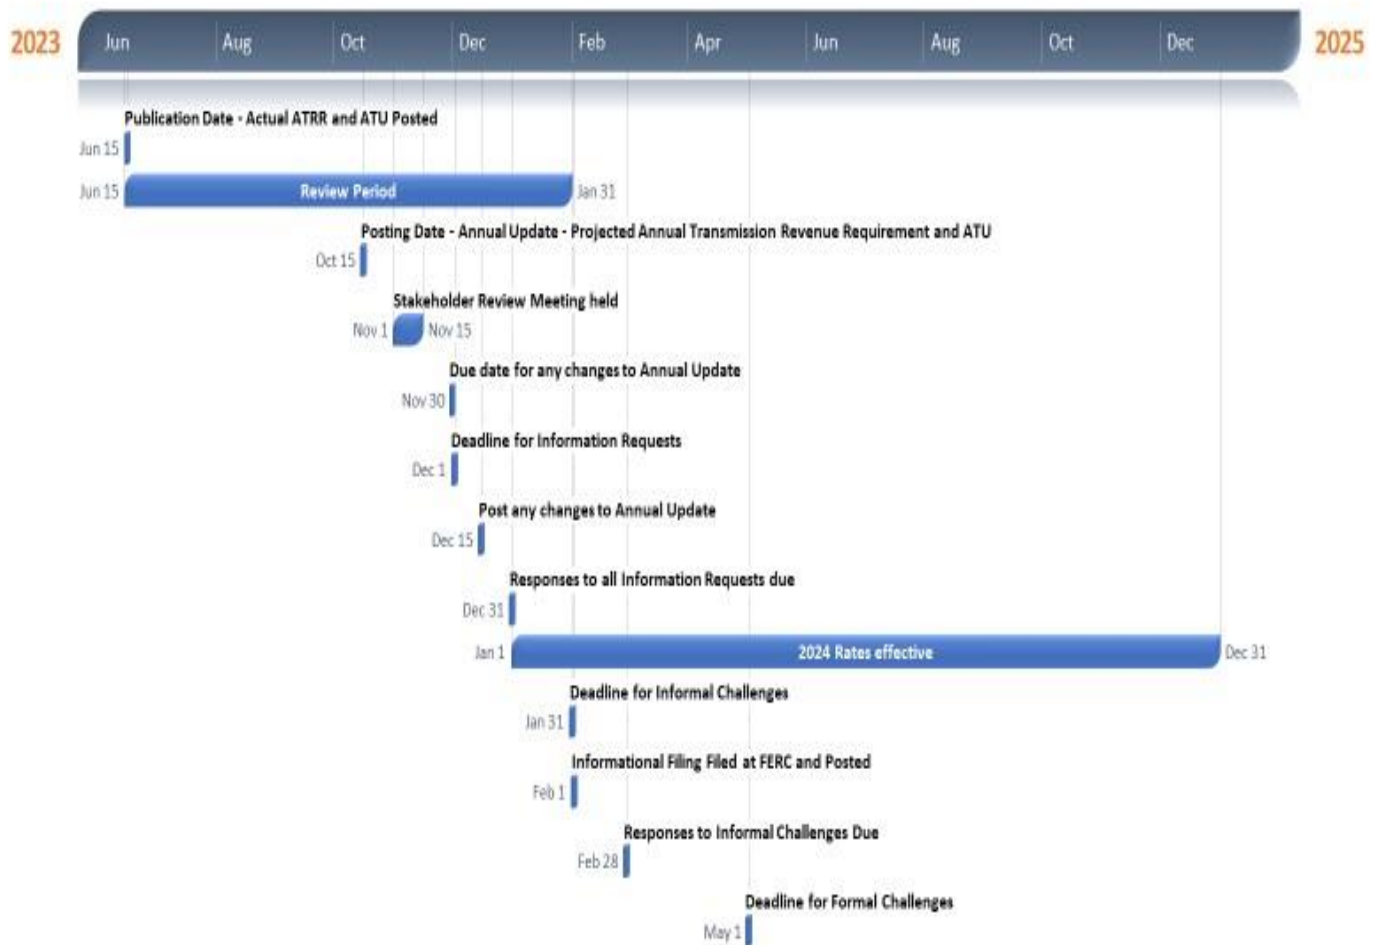 2023 Jun Aug Oct Dec Feb Apr Jun Aug Oct Dec 2025
Publication Date - Actual ATRR and ATU Posted
Jun 15
Jun 15 Review Period Jan 31
Posting Date - Annual Update - Projected Annual Transmission Revenue Requirement and ATU
Oct 15
Stakeholder Review Meeting held
Nov 1 Nov 15
Due date for any changes to Annual Update
Nov 30
Deadline for Information Requests
Dec 1
Post any changes to Annual Update
Dec 15
Responses to all Information Requests due
Dec 31
Jan 1 2024 Rates effective Dec 31
Deadline for Informal Challenges
Jan 31
Informational Filing Filed at FERC and Posted
Feb 1
Responses to Informal Challenges Due
Feb 28
Deadline for Formal Challenges
May 1